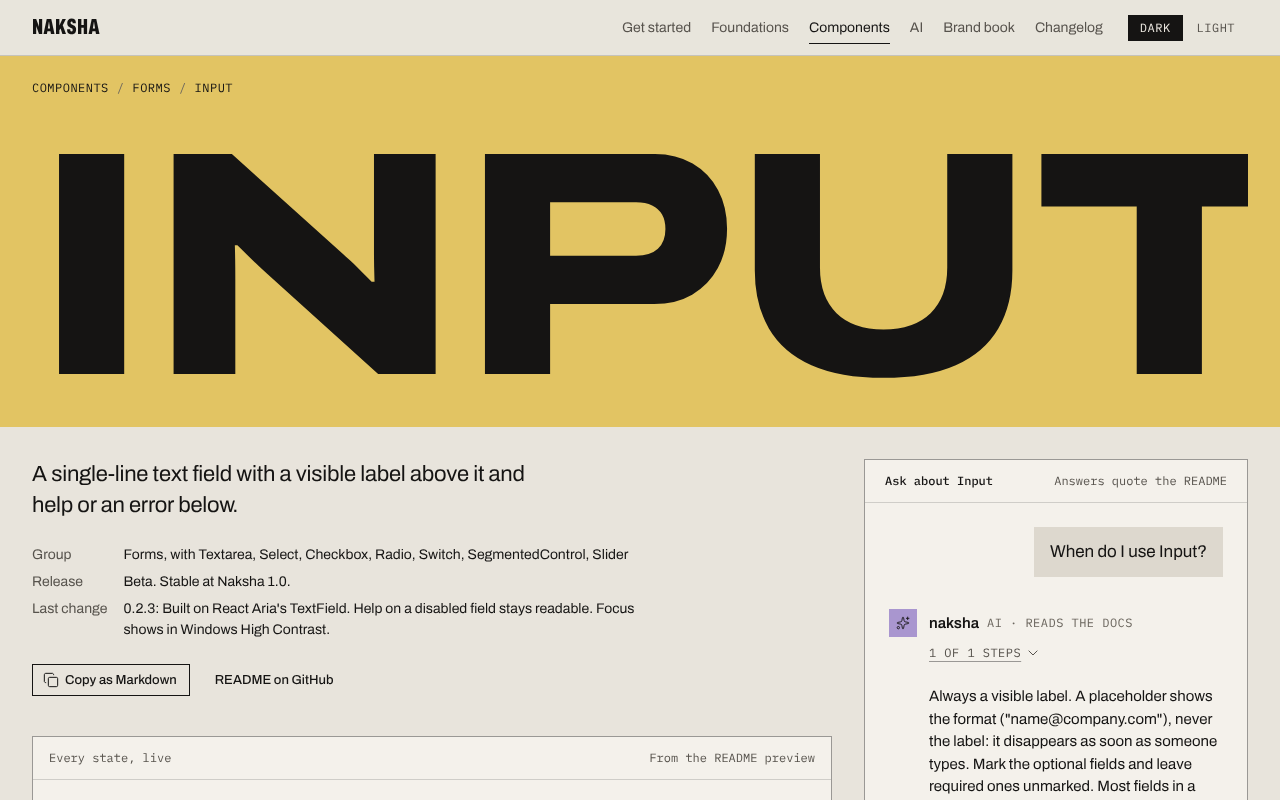 NAKSHA
Get started
Foundations
Components
AI
Brand book
Changelog
DARK
LIGHT
COMPONENTS / FORMS / INPUT
INPUT
A single-line text field with a visible label above it and
help or an error below.
Group
Forms, with Textarea, Select, Checkbox, Radio, Switch, SegmentedControl, Slider
Release
Beta. Stable at Naksha 1.0.
Last change
0.2.3: Built on React Aria's TextField. Help on a disabled field stays readable. Focus
shows in Windows High Contrast.
Copy as Markdown
README on GitHub
Every state, live
From the README preview
Ask about Input
Answers quote the README
When do I use Input?
naksha AI · READS THE DOCS
1 OF 1 STEPS
Always a visible label. A placeholder shows
the format ("name@company.com"), never
the label: it disappears as soon as someone
types. Mark the optional fields and leave
required ones unmarked. Most fields in a